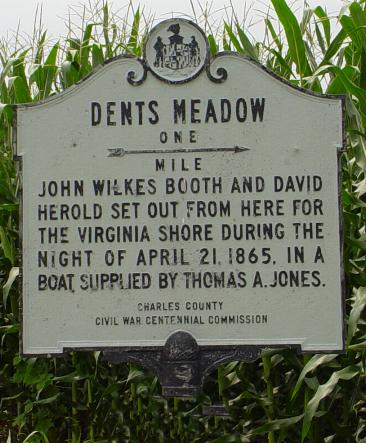 DENTS MEADOW
ONE
MILE
JOHN WILKES BOOTH AND DAVID
HEROLD SET OUT FROM HERE FOR
THE VIRGINIA SHORE DURING THE
NIGHT OF APRIL 21, 1865, IN A
BOAT SUPPLIED BY THOMAS A. JONES.
CHARLES COUNTY
CIVIL WAR CENTENNIAL COMMISSION